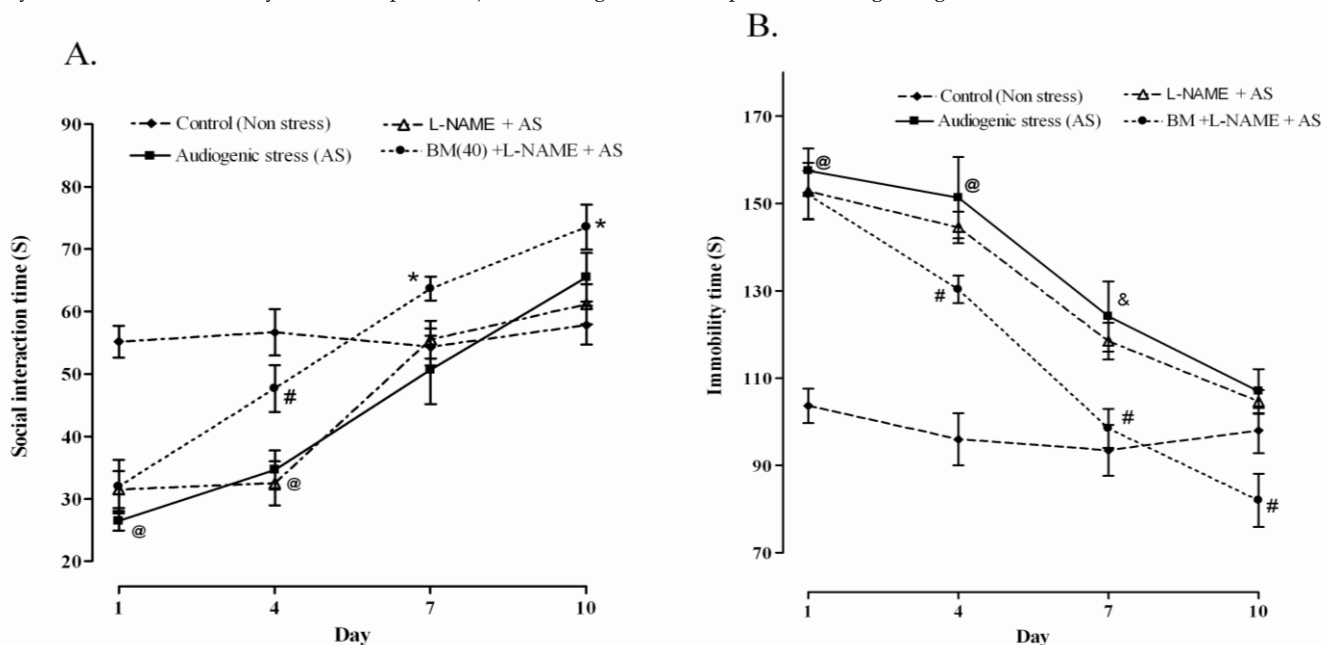 A.
Control (Non stress)
Audiogenic stress (AS)
L-NAME + AS
BM(40) +L-NAME + AS
Social interaction time (S)
90
80
70
60
50
40
30
20
@
#
@
*
*
1
4
7
10
Day
B.
Control (Non stress)
Audiogenic stress (AS)
L-NAME + AS
BM +L-NAME + AS
Immobility time (S)
170
150
130
110
90
70
@
@
#
&
#
#
1
4
7
10
Day